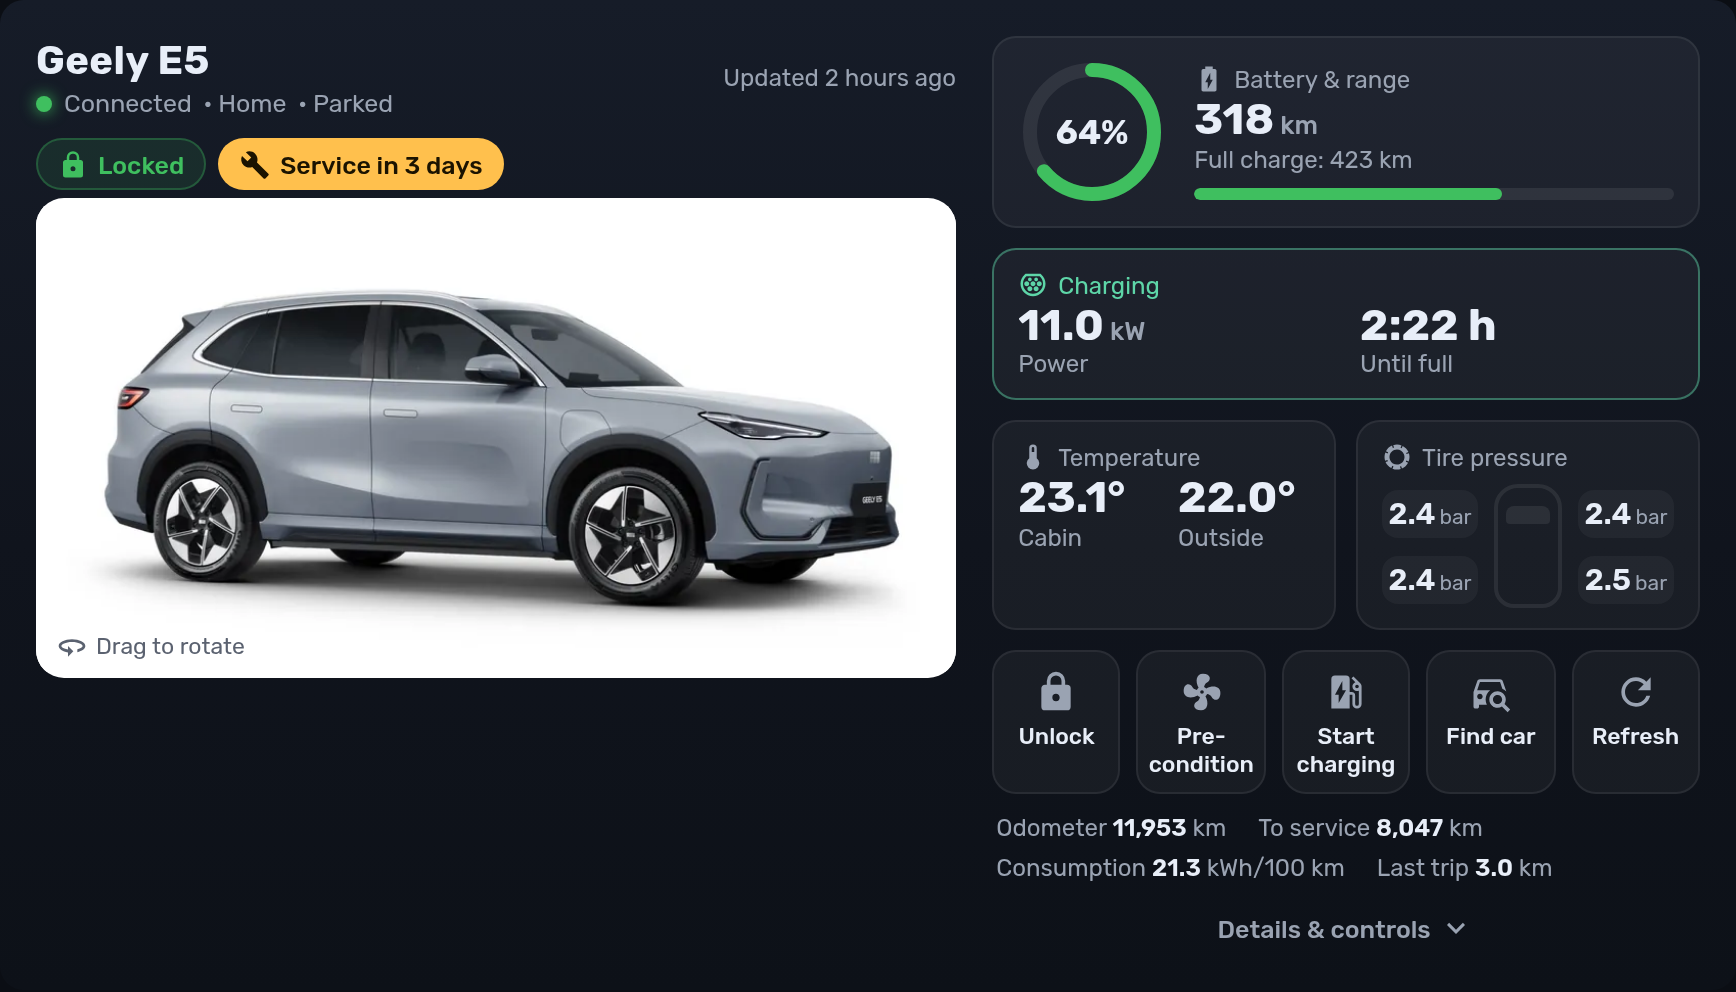 Geely E5
Connected • Home • Parked
Updated 2 hours ago
Locked
Service in 3 days
GEELY E5
Drag to rotate
64%
Battery & range
318 km
Full charge: 423 km
Charging
11.0 kW
Power
2:22 h
Until full
Temperature
23.1°
Cabin
22.0°
Outside
Tire pressure
2.4 bar
2.4 bar
2.4 bar
2.5 bar
Unlock
Pre-
condition
Start
charging
Find car
Refresh
Odometer 11,953 km To service 8,047 km
Consumption 21.3 kWh/100 km Last trip 3.0 km
Details & controls